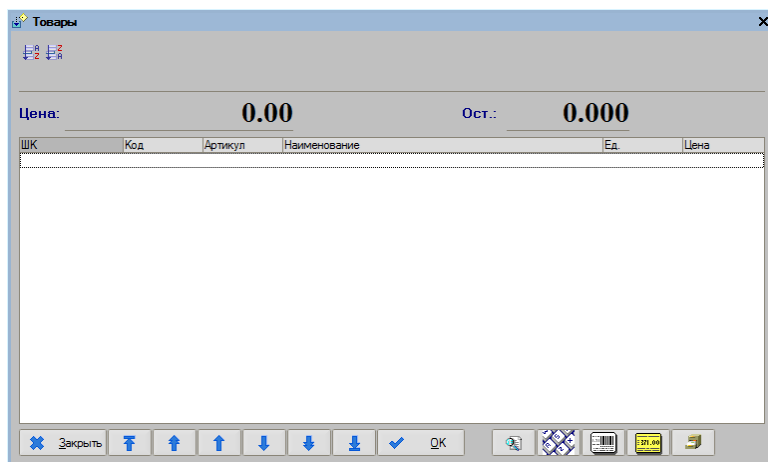 Товары
Цена: 0.00 Ост.: 0.000
ШК Код Артикул Наименование Ед. Цена
Закрыть OK